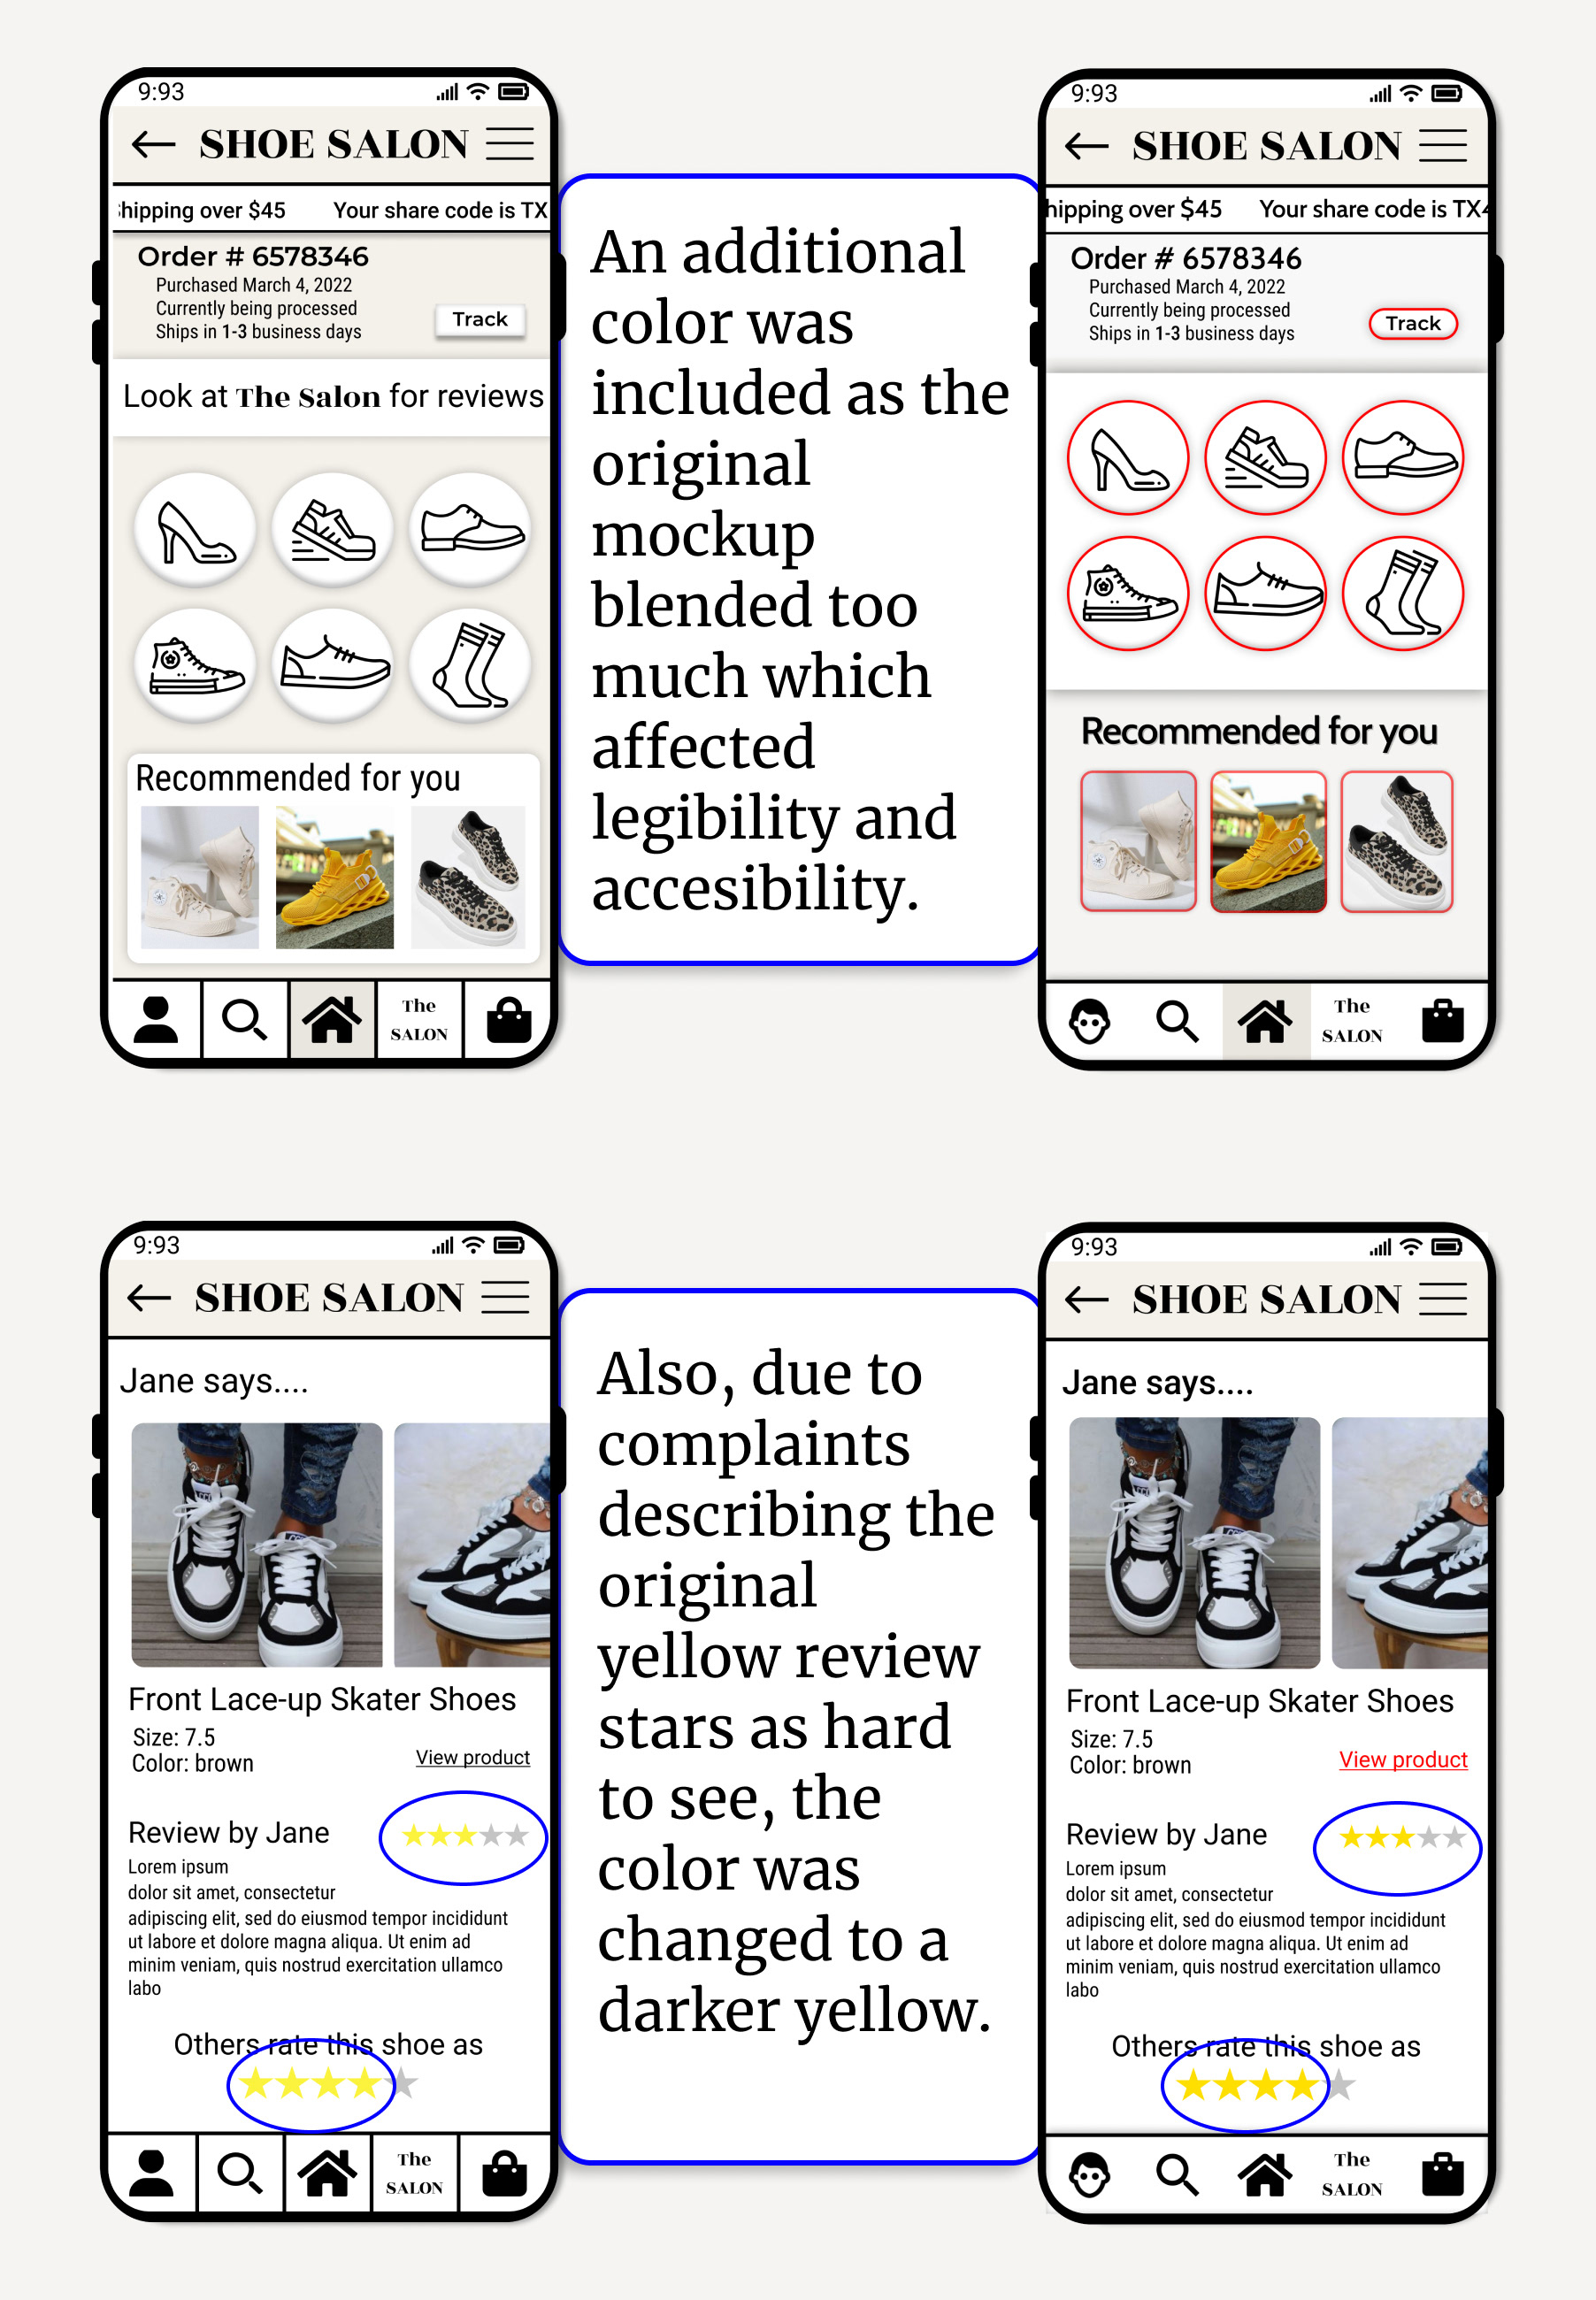 9:93
SHOE SALON
Shipping over $45 Your share code is TX
Order # 6578346
Purchased March 4, 2022
Currently being processed
Ships in 1-3 business days
Track
Look at The Salon for reviews
Recommended for you
The
SALON
An additional
color was
included as the
original
mockup
blended too
much which
affected
legibility and
accesibility.
9:93
SHOE SALON
hipping over $45 Your share code is TX4
Order # 6578346
Purchased March 4, 2022
Currently being processed
Ships in 1-3 business days
Track
Recommended for you
The
SALON
9:93
SHOE SALON
Jane says....
Front Lace-up Skater Shoes
Size: 7.5
Color: brown
View product
Review by Jane
Lorem ipsum
dolor sit amet, consectetur
adipiscing elit, sed do eiusmod tempor incididunt
ut labore et dolore magna aliqua. Ut enim ad
minim veniam, quis nostrud exercitation ullamco
labo
Others rate this shoe as
The
SALON
Also, due to
complaints
describing the
original
yellow review
stars as hard
to see, the
color was
changed to a
darker yellow.
9:93
SHOE SALON
Jane says....
Front Lace-up Skater Shoes
Size: 7.5
Color: brown
View product
Review by Jane
Lorem ipsum
dolor sit amet, consectetur
adipiscing elit, sed do eiusmod tempor incididunt
ut labore et dolore magna aliqua. Ut enim ad
minim veniam, quis nostrud exercitation ullamco
labo
Others rate this shoe as
The
SALON